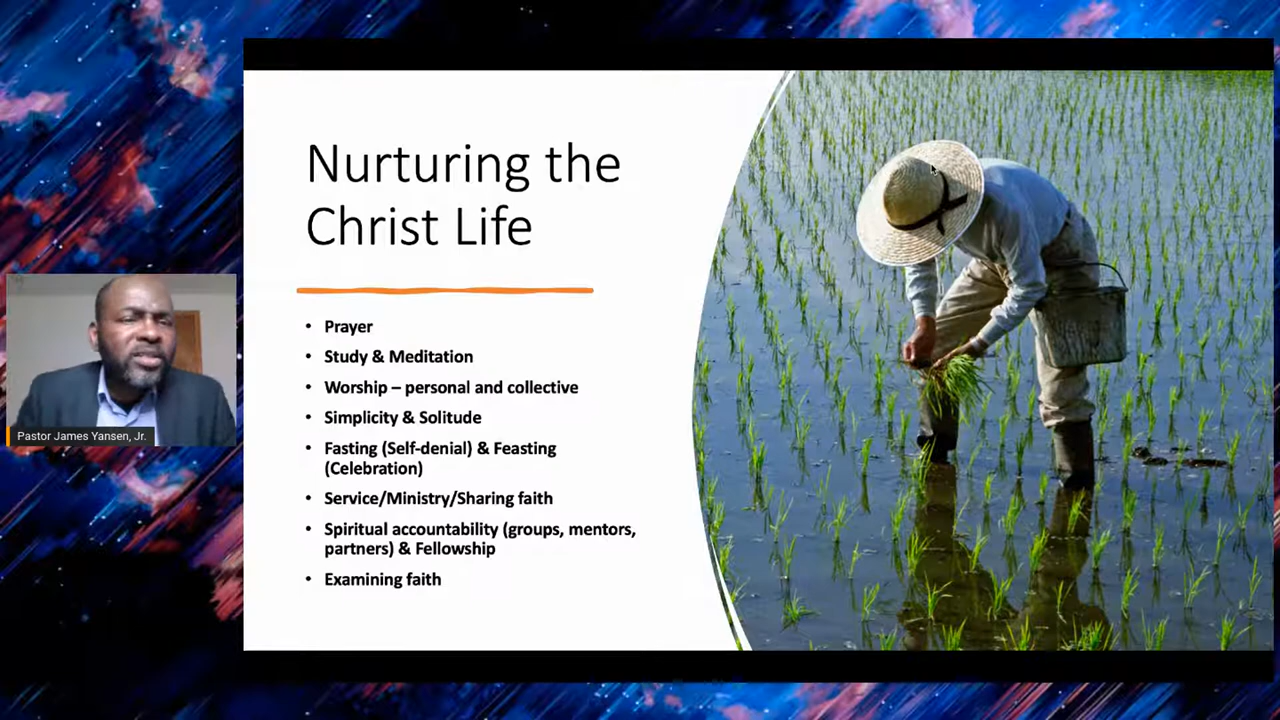 Nurturing the
Christ Life
• Prayer
• Study & Meditation
• Worship – personal and collective
• Simplicity & Solitude
• Fasting (Self-denial) & Feasting
(Celebration)
• Service/Ministry/Sharing faith
• Spiritual accountability (groups, mentors,
partners) & Fellowship
• Examining faith
Pastor James Yansen, Jr.